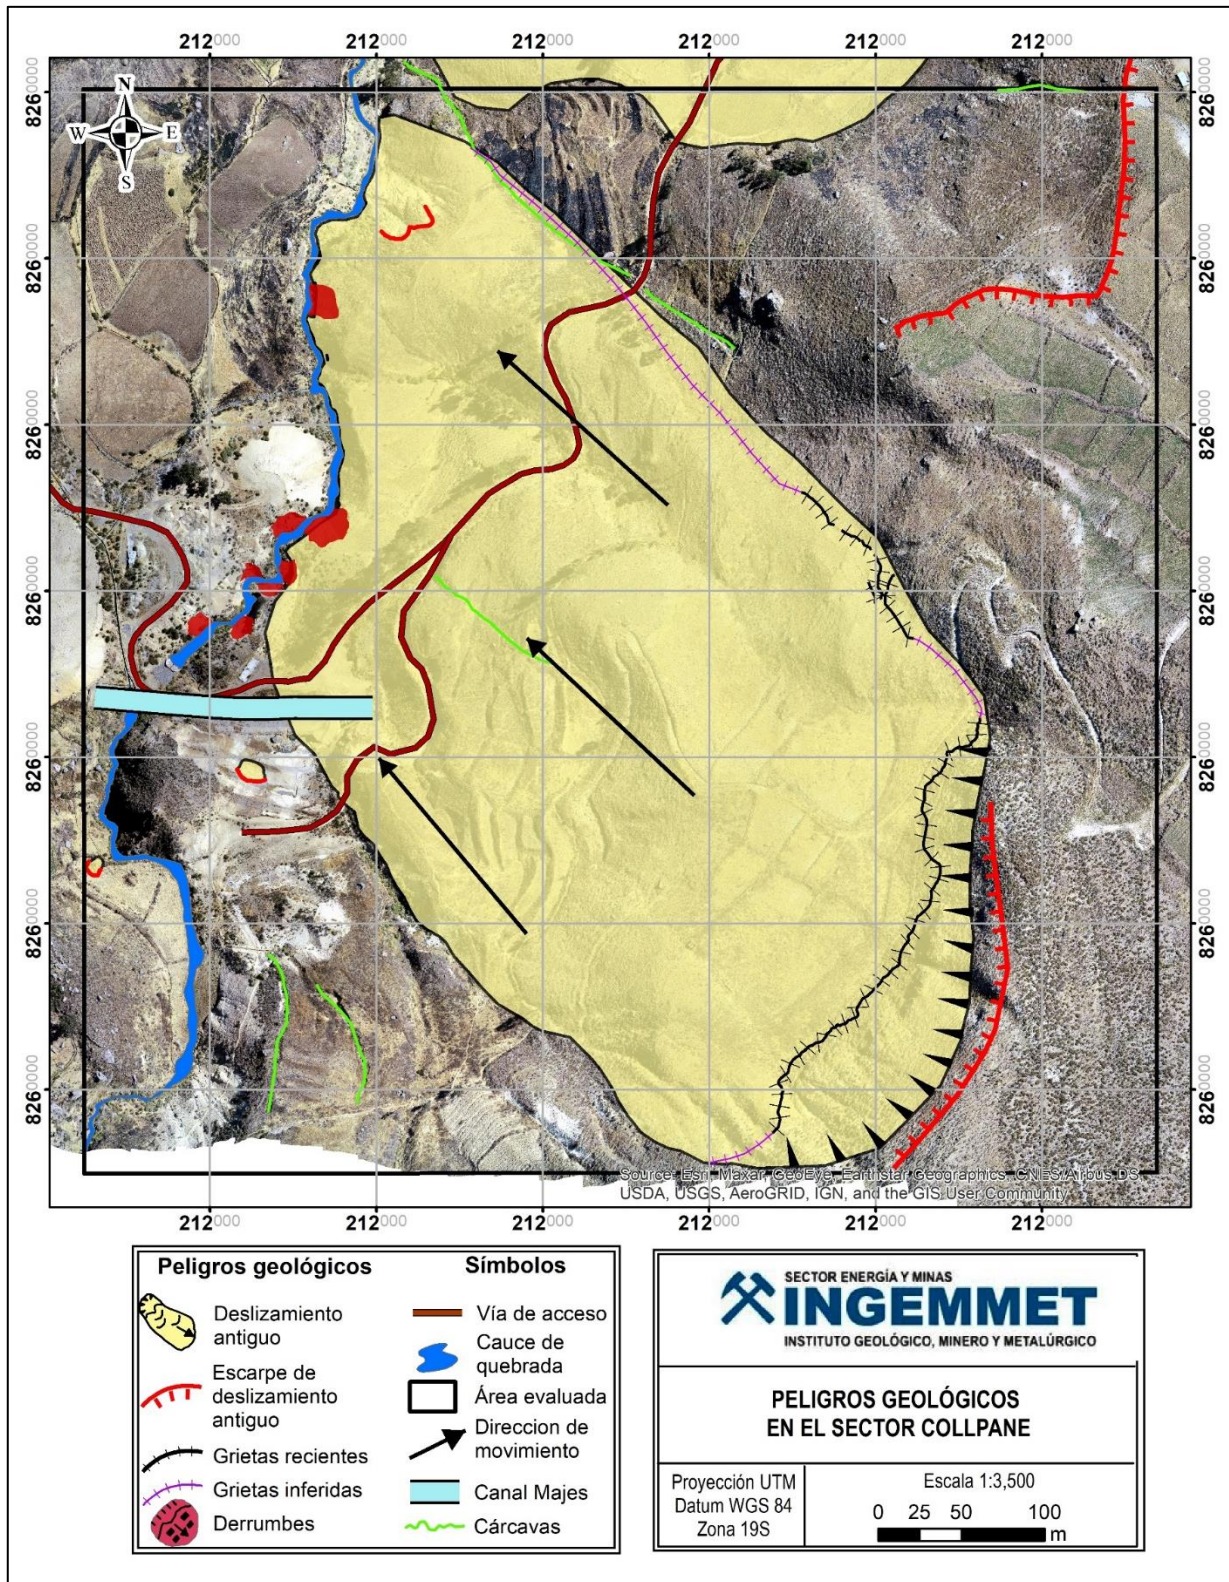 212000 212000 212000 212000 212000 212000
8260000 8260000
N
W E
S
8260000 8260000
8260000 8260000
8260000 8260000
8260000 8260000
8260000 8260000
8260000 8260000
Source: Esri, Maxar, GeoEye, Earthstar Geographics, CNES/Airbus DS,
USDA, USGS, AeroGRID, IGN, and the GIS User Community
212000 212000 212000 212000 212000 212000
Peligros geológicos
Deslizamiento
antiguo
Escarpe de
deslizamiento
antiguo
Grietas recientes
Grietas inferidas
Derrumbes
Símbolos
Vía de acceso
Cauce de
quebrada
Área evaluada
Direccion de
movimiento
Canal Majes
Cárcavas
SECTOR ENERGÍA Y MINAS
INGEMMET
INSTITUTO GEOLÓGICO, MINERO Y METALÚRGICO
PELIGROS GEOLÓGICOS
EN EL SECTOR COLLPANE
Proyección UTM
Datum WGS 84
Zona 19S
Escala 1:3,500
0 25 50 100
m